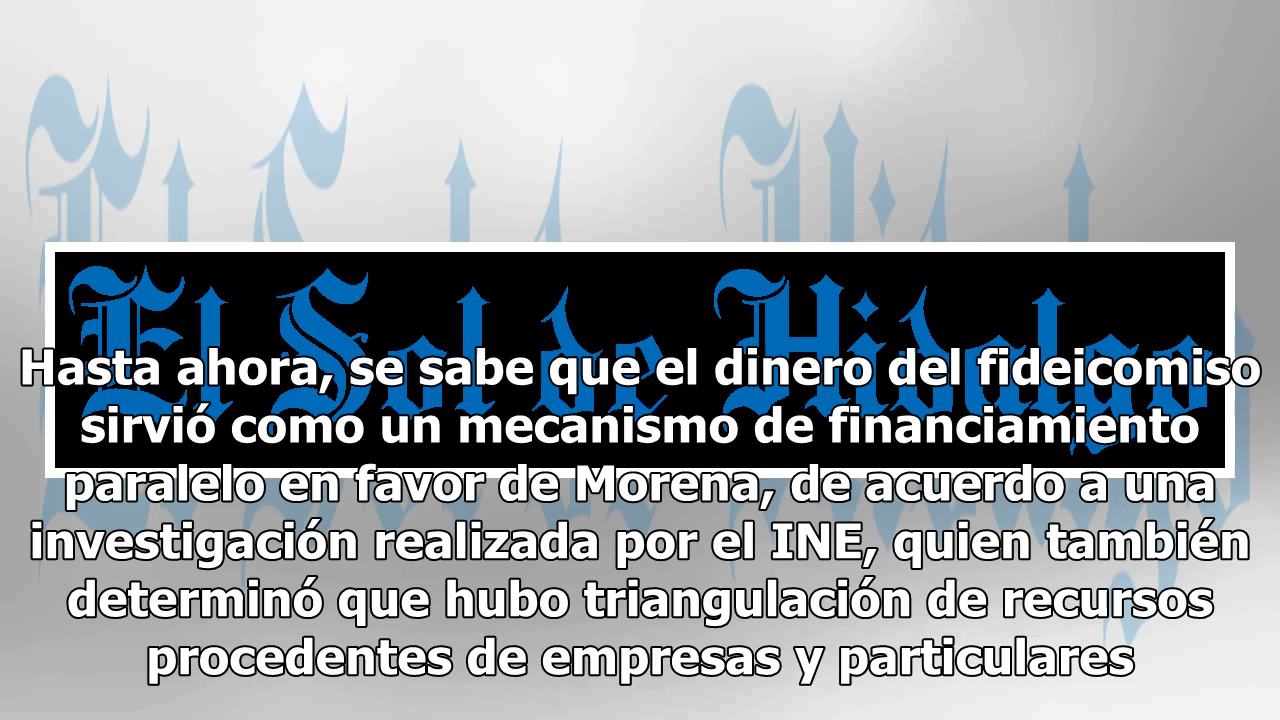 El Sol de Hidalgo
Hasta ahora, se sabe que el dinero del fideicomiso
sirvió como un mecanismo de financiamiento
paralelo en favor de Morena, de acuerdo a una
investigación realizada por el INE, quien también
determinó que hubo triangulación de recursos
procedentes de empresas y particulares